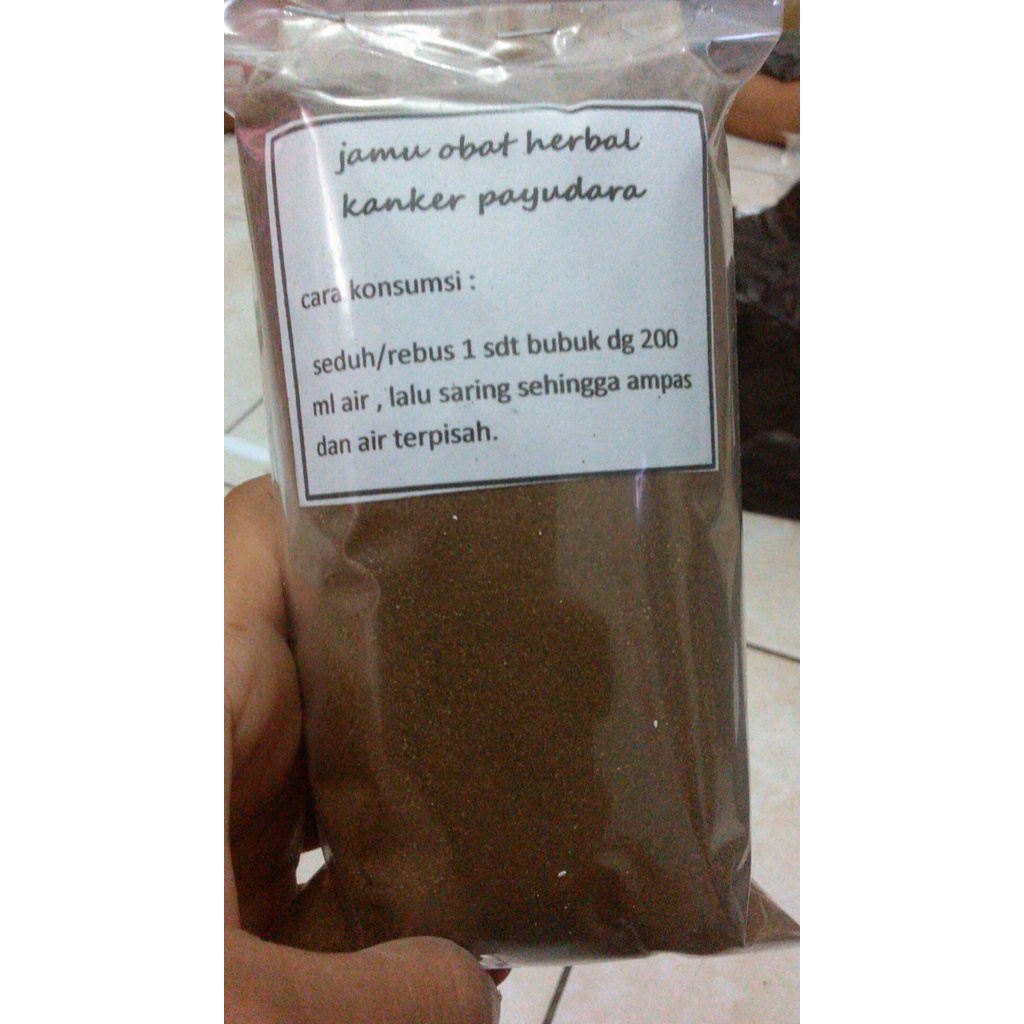 jamu obat herbal
kanker payudara
cara konsumsi :
seduh/rebus 1 sdt bubuk dg 200
ml air , lalu saring sehingga ampas
dan air terpisah.